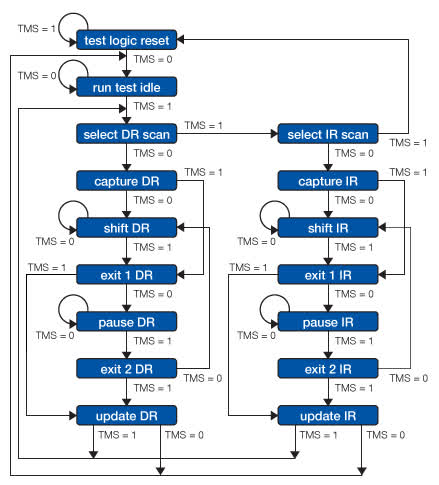 TMS = 1
test logic reset
TMS = 0
TMS = 0
run test idle
TMS = 1
select DR scan
TMS = 1
select IR scan
TMS = 1
TMS = 0
TMS = 0
capture DR
TMS = 1
capture IR
TMS = 1
TMS = 0
TMS = 0
shift DR
shift IR
TMS = 0
TMS = 1
TMS = 0
TMS = 1
TMS = 1
exit 1 DR
TMS = 1
exit 1 IR
TMS = 0
TMS = 0
pause DR
pause IR
TMS = 0
TMS = 1
TMS = 0
TMS = 1
exit 2 DR
TMS = 0
exit 2 IR
TMS = 0
TMS = 1
TMS = 1
update DR
update IR
TMS = 1
TMS = 0
TMS = 1
TMS = 0